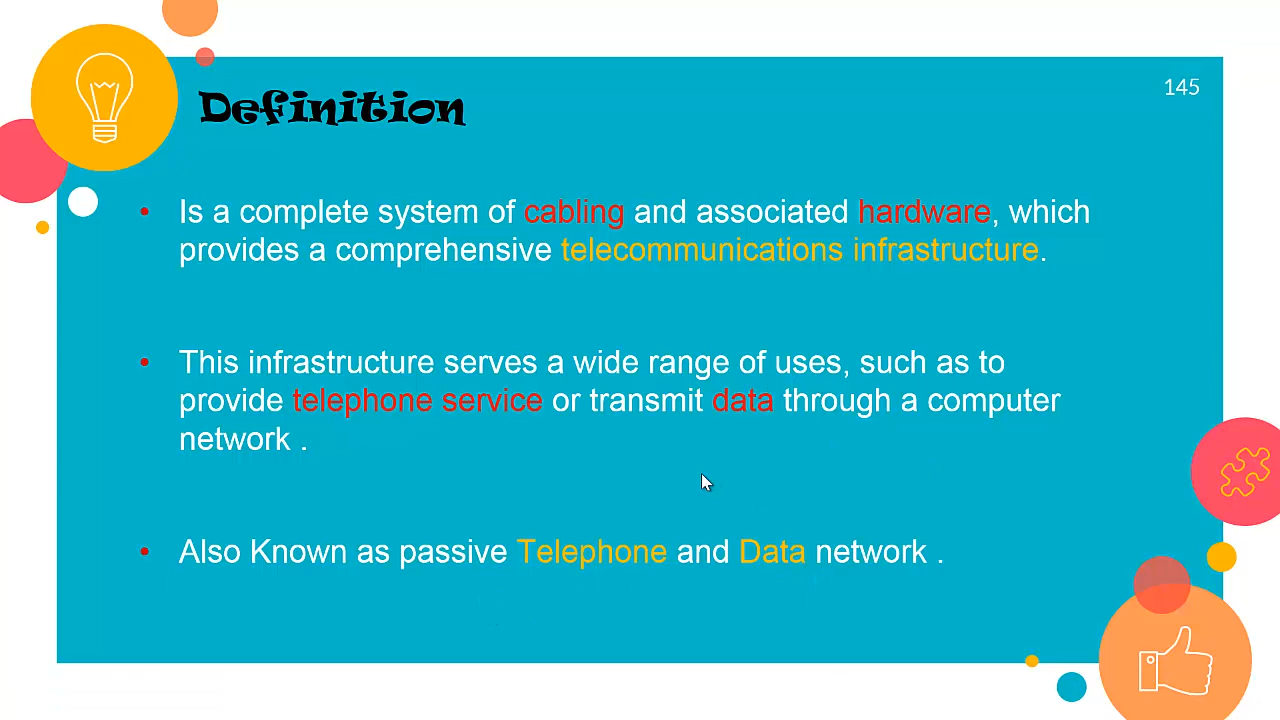 Definition
145
• Is a complete system of cabling and associated hardware, which
provides a comprehensive telecommunications infrastructure.
• This infrastructure serves a wide range of uses, such as to
provide telephone service or transmit data through a computer
network .
• Also Known as passive Telephone and Data network .